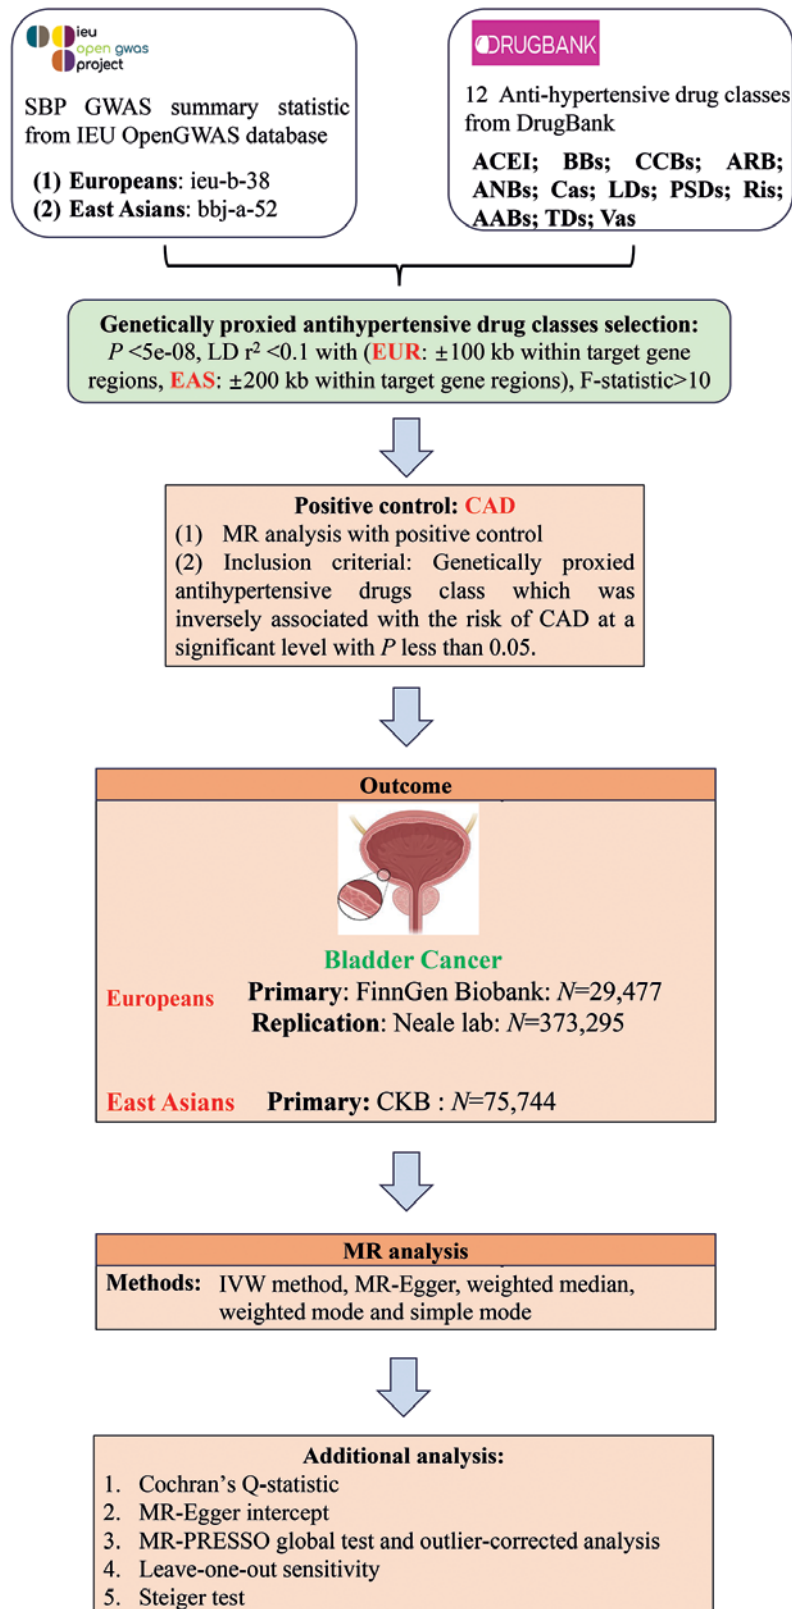 ieu
open gwas
project
SBP GWAS summary statistic
from IEU OpenGWAS database
(1) Europeans: ieu-b-38
(2) East Asians: bbj-a-52
DRUGBANK
12 Anti-hypertensive drug classes
from DrugBank
ACEI; BBs; CCBs; ARB;
ANBs; Cas; LDs; PSDs; Ris;
AABs; TDs; Vas
Genetically proxied antihypertensive drug classes selection:
P <5e-08, LD r² <0.1 with (EUR: ±100 kb within target gene
regions, EAS: ±200 kb within target gene regions), F-statistic>10
Positive control: CAD
(1) MR analysis with positive control
(2) Inclusion criterial: Genetically proxied
antihypertensive drugs class which was
inversely associated with the risk of CAD at a
significant level with P less than 0.05.
Outcome
Bladder Cancer
Europeans Primary: FinnGen Biobank: N=29,477
Replication: Neale lab: N=373,295
East Asians Primary: CKB : N=75,744
MR analysis
Methods: IVW method, MR-Egger, weighted median,
weighted mode and simple mode
Additional analysis:
1. Cochran's Q-statistic
2. MR-Egger intercept
3. MR-PRESSO global test and outlier-corrected analysis
4. Leave-one-out sensitivity
5. Steiger test